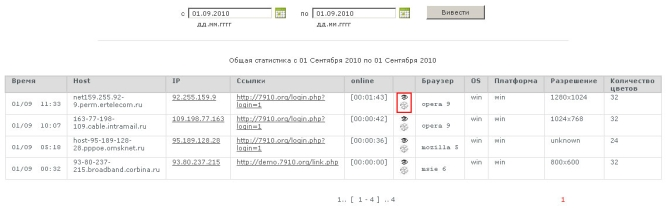 с 01.09.2010 по 01.09.2010 Вывести
дд.мм.гггг дд.мм.гггг
Общая статистика с 01 Сентября 2010 по 01 Сентября 2010
Время Host IP Ссылки online Браузер OS Платформа Разрешение Количество цветов
01/09 11:33 net159.255.92-9.perm.ertelecom.ru 92.255.159.9 http://7910.org/login.php?login=1 [00:01:43] opera 9 win win 1280x1024 32
01/09 10:07 163-77-198-109.cable.intramail.ru 109.198.77.163 http://7910.org/login.php?login=1 [00:00:42] opera 9 win win 1024x768 32
01/09 05:18 host-95-189-128-28.pppoe.omsknet.ru 95.189.128.28 http://7910.org/login.php?login=1 [00:00:36] mozilla 5 win win unknown 24
01/09 00:32 93-80-237-215.broadband.corbina.ru 93.80.237.215 http://demo.7910.org/link.php [00:00:00] msie 6 win win 800x600 32
1.. [ 1 - 4 ] ..4 1